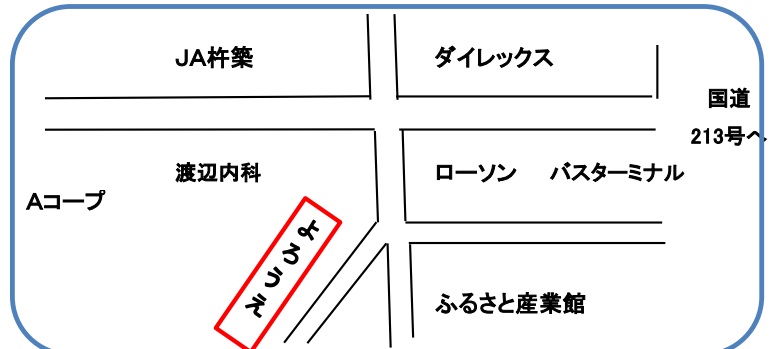 JA杵築
ダイレックス
国道
213号へ
渡辺内科
ローソン バスターミナル
Aコープ
よろうえ
ふるさと産業館